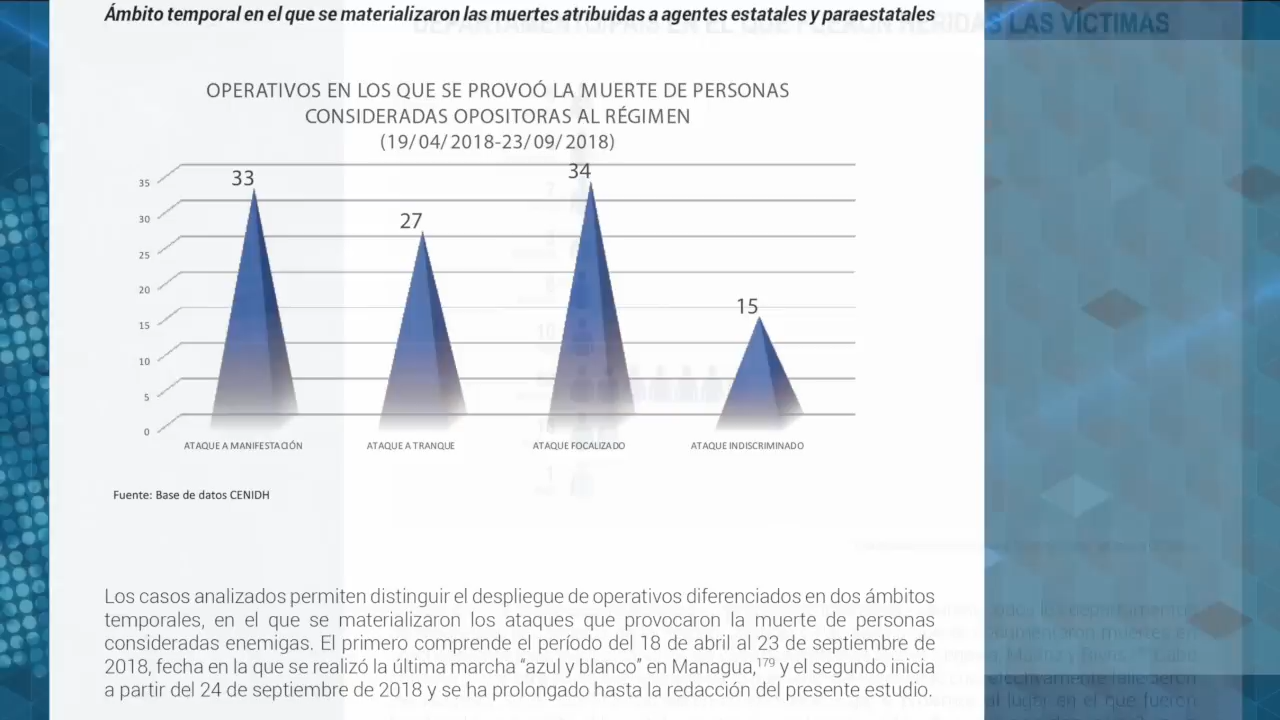 Ámbito temporal en el que se materializaron las muertes atribuidas a agentes estatales y paraestatales
LAS VÍCTIMAS
OPERATIVOS EN LOS QUE SE PROVOÓ LA MUERTE DE PERSONAS
CONSIDERADAS OPOSITORAS AL RÉGIMEN
(19/04/2018-23/09/2018)
35
30
25
20
15
10
5
0
33
27
34
15
ATAQUE A MANIFESTACIÓN
ATAQUE A TRANQUE
ATAQUE FOCALIZADO
ATAQUE INDISCRIMINADO
Fuente: Base de datos CENIDH
Los casos analizados permiten distinguir el despliegue de operativos diferenciados en dos ámbitos
temporales, en el que se materializaron los ataques que provocaron la muerte de personas
consideradas enemigas. El primero comprende el período del 18 de abril al 23 de septiembre de
2018, fecha en la que se realizó la última marcha “azul y blanco” en Managua,¹⁷⁹ y el segundo inicia
a partir del 24 de septiembre de 2018 y se ha prolongado hasta la redacción del presente estudio.